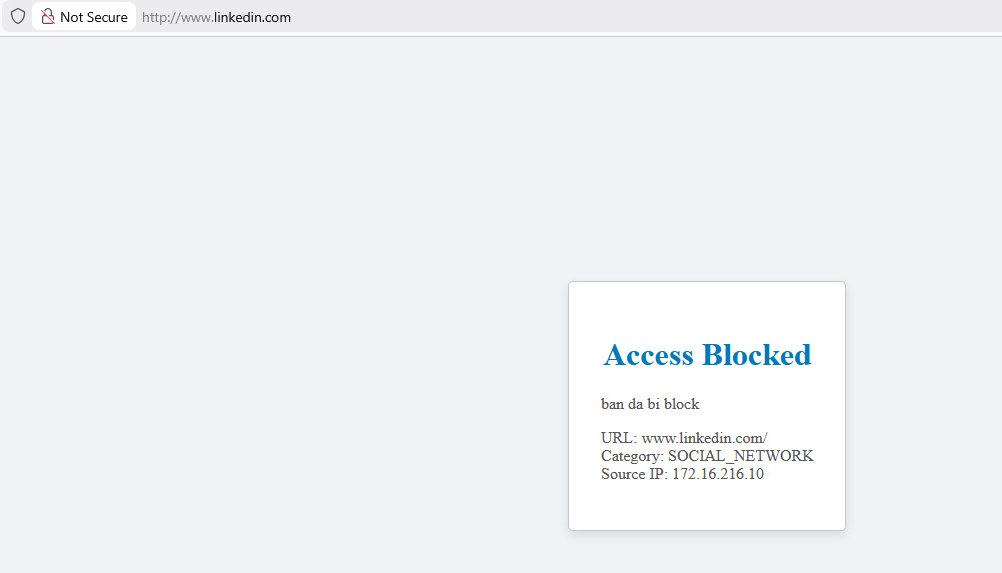 Not Secure http://www.linkedin.com
Access Blocked
ban da bi block
URL: www.linkedin.com/
Category: SOCIAL_NETWORK
Source IP: 172.16.216.10